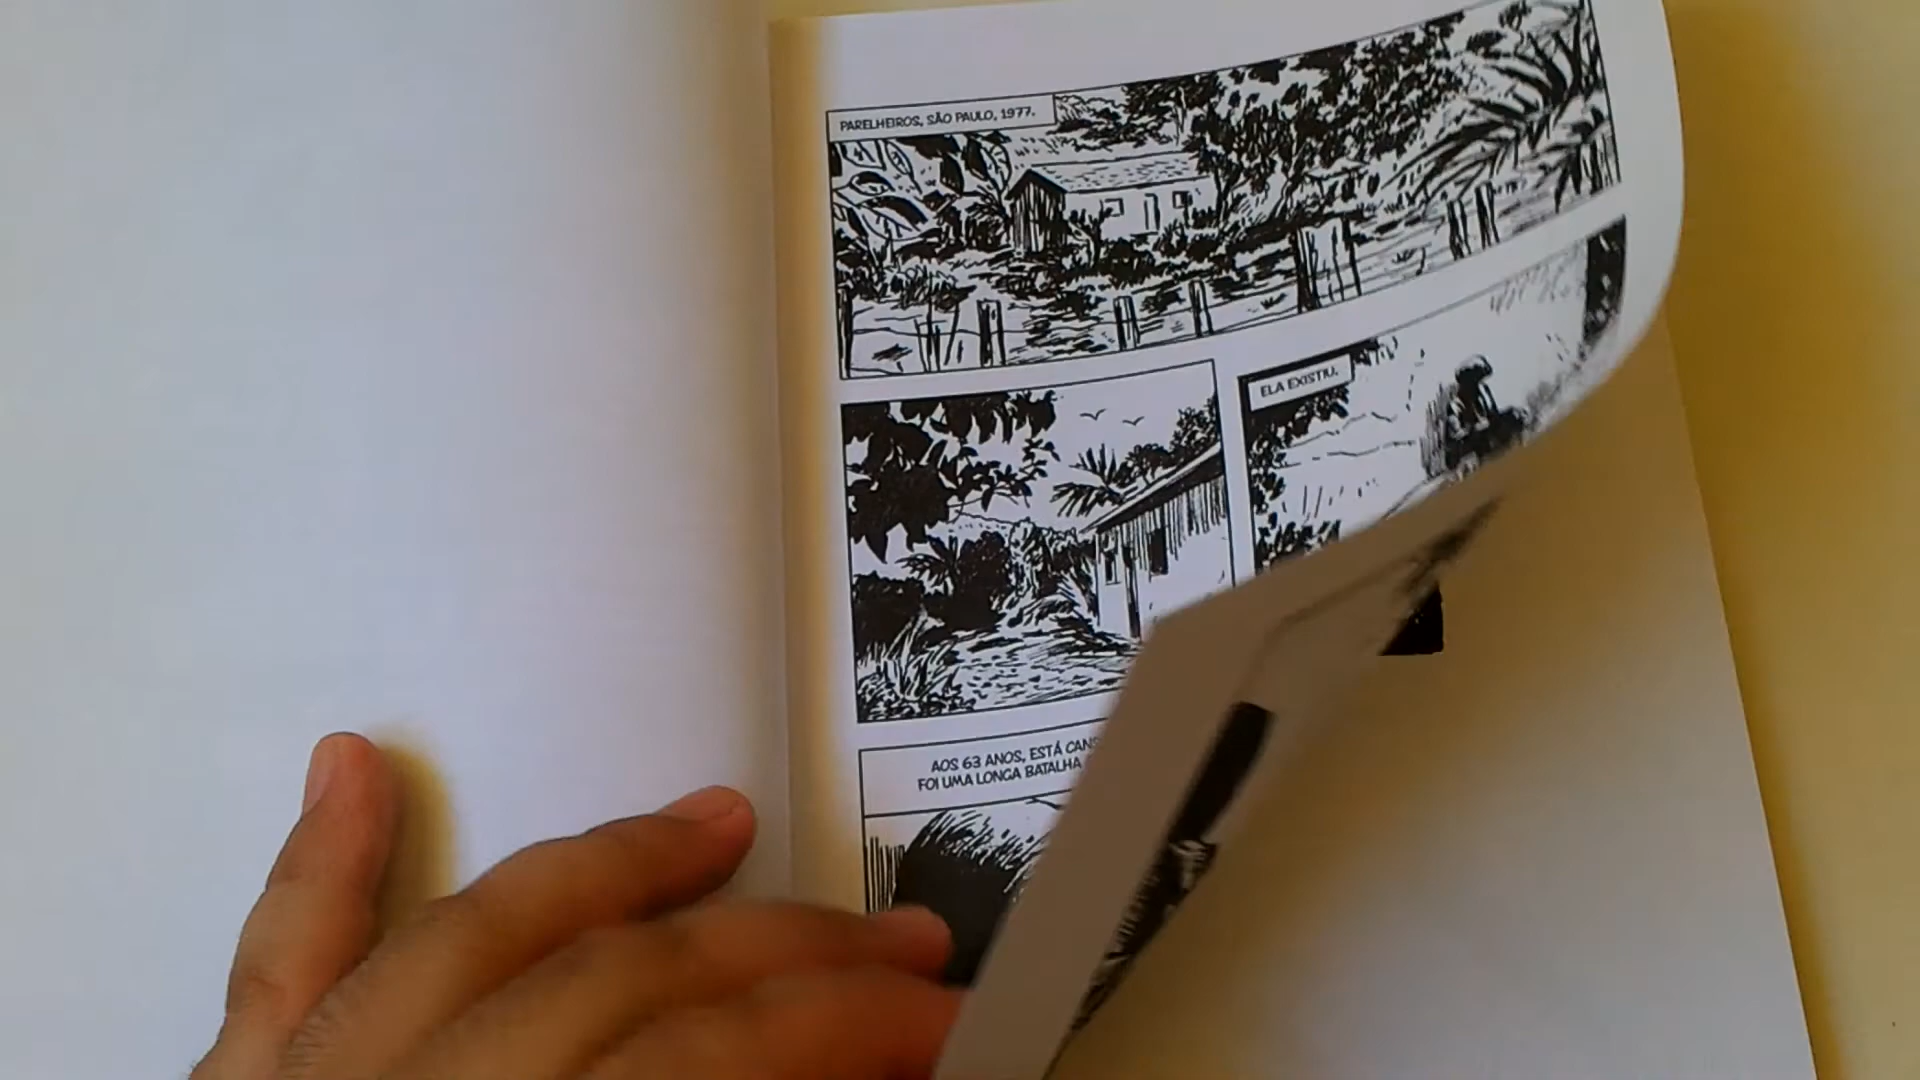 PARELHEIROS, SÃO PAULO, 1977.
ELA EXISTIU.
AOS 63 ANOS, ESTÁ
FOI UMA LONGA BATALHA